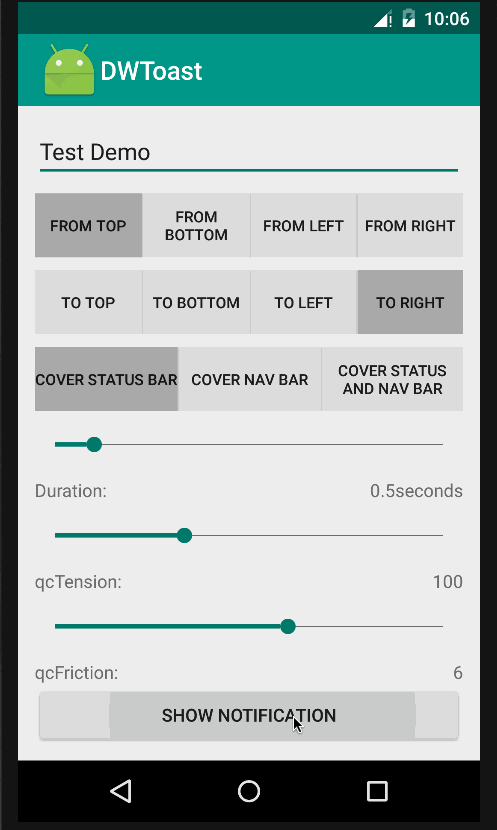 10:06
DWToast
Test Demo
FROM TOP
FROM BOTTOM
FROM LEFT
FROM RIGHT
TO TOP
TO BOTTOM
TO LEFT
TO RIGHT
COVER STATUS BAR
COVER NAV BAR
COVER STATUS
AND NAV BAR
Duration: 0.5seconds
qcTension: 100
qcFriction: 6
SHOW NOTIFICATION